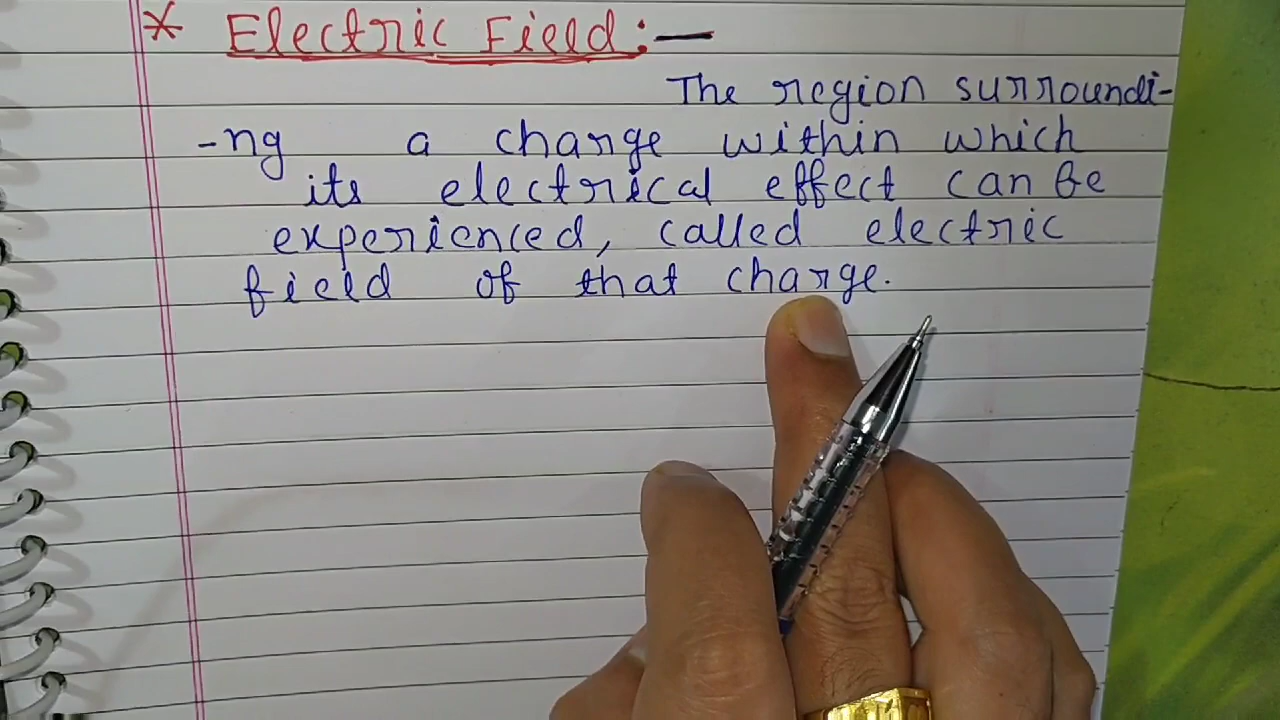 * Electric Field:-
The region surroundi-
-ng a charge within which
its electrical effect can be
experienced, called electric
field of that charge.